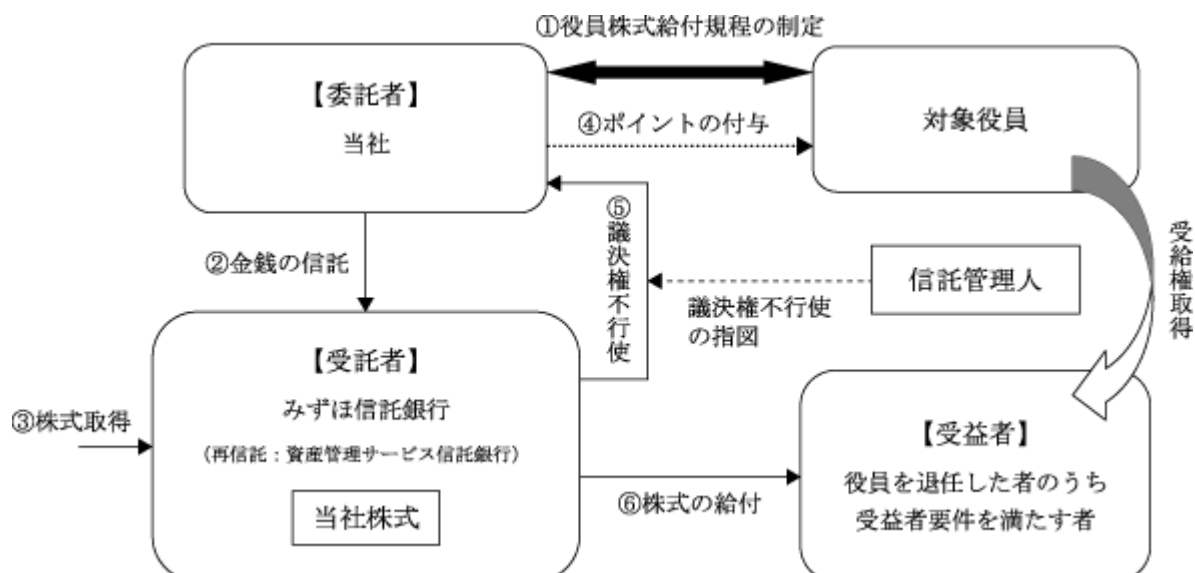 ①役員株式給付規程の制定
【委託者】
当社
④ポイントの付与
対象役員
②金銭の信託
⑤議決権不行使
議決権不行使
の指図
信託管理人
受給権取得
【受託者】
みずほ信託銀行
(再信託:資産管理サービス信託銀行)
当社株式
③株式取得
⑥株式の給付
【受益者】
役員を退任した者のうち
受益者要件を満たす者